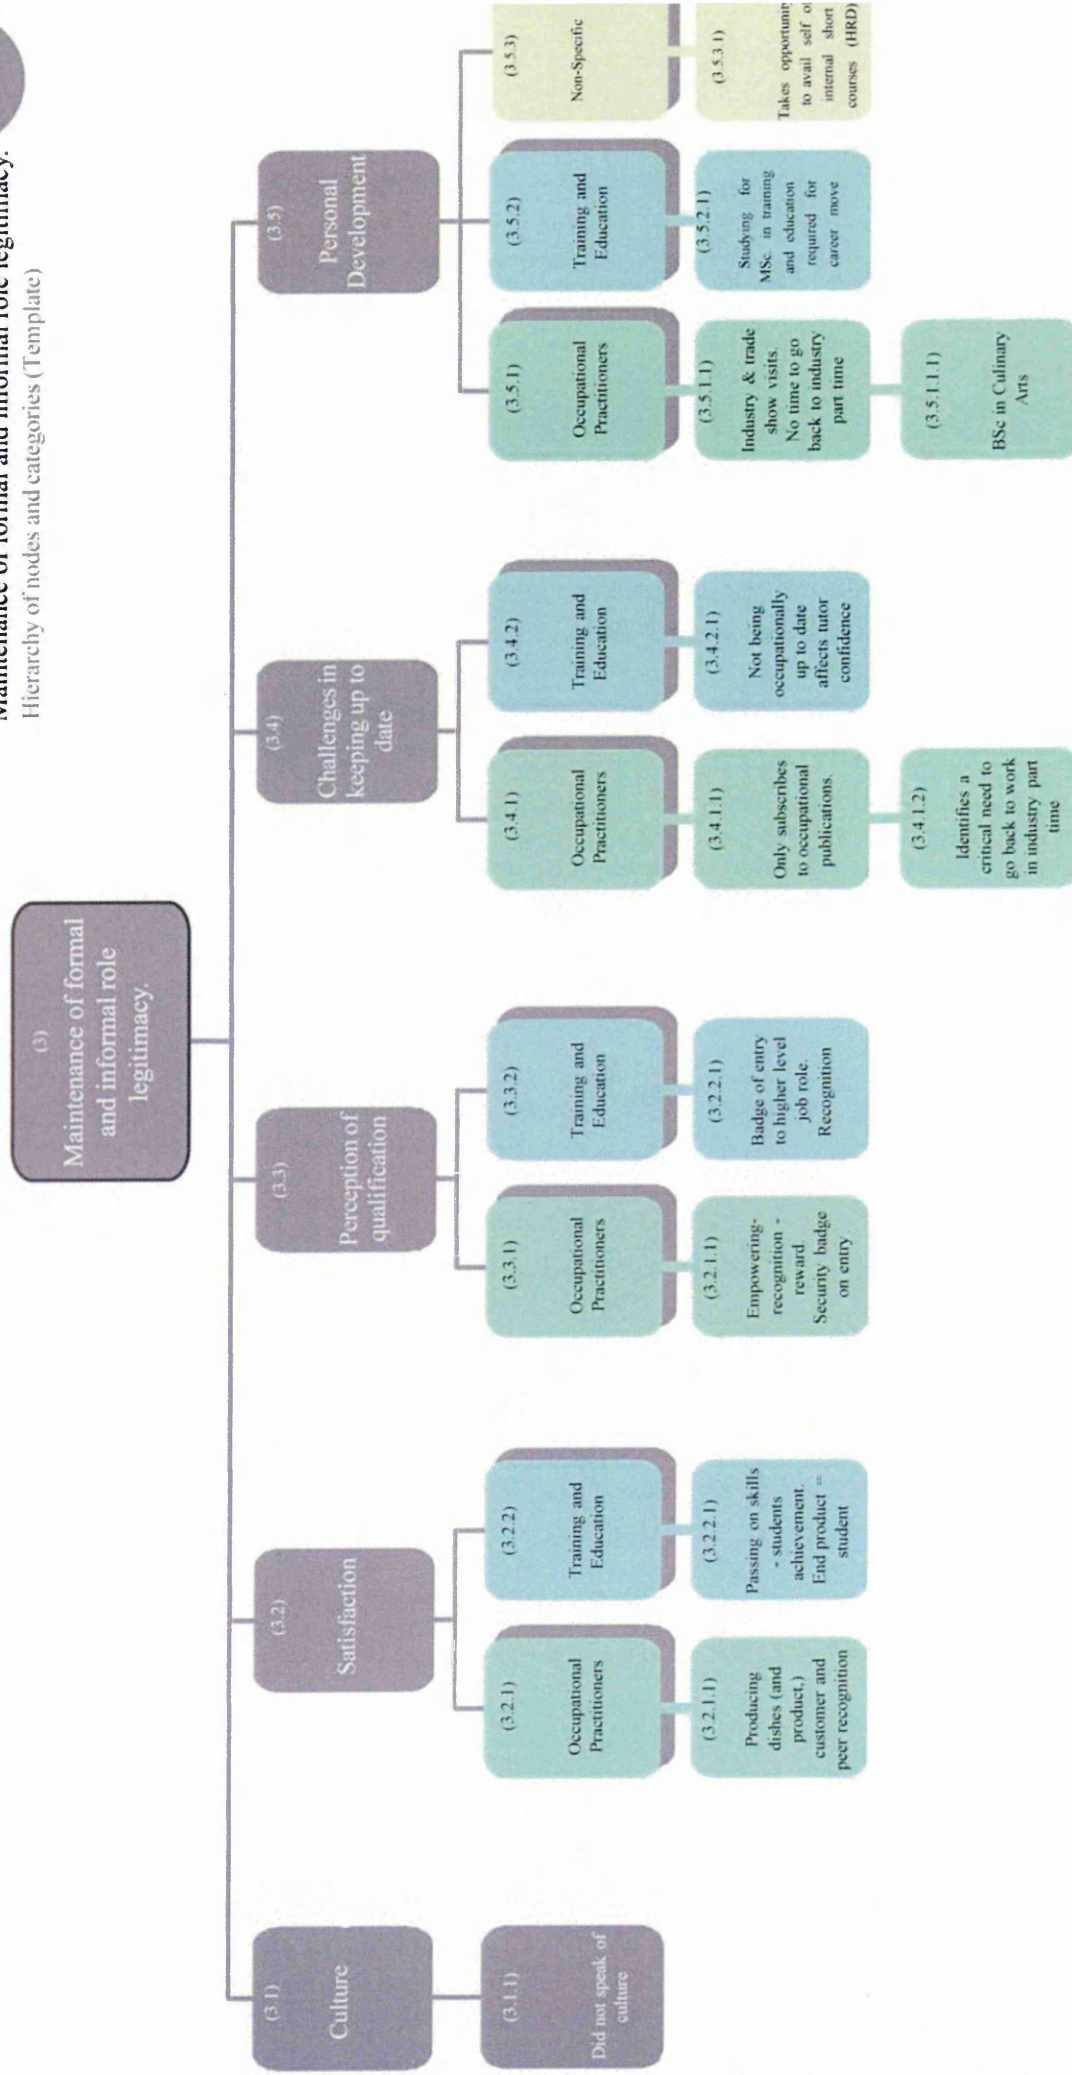 Maintenance of formal and informal role legitimacy.
Hierarchy of nodes and categories (Template)
(3)
Maintenance of formal
and informal role
legitimacy.
(3.1)
Culture
(3.1.1)
Did not speak of
culture
(3.2)
Satisfaction
(3.2.1)
Occupational
Practitioners
(3.2.1.1)
Producing
dishes (and
product,)
customer and
peer recognition
(3.2.2)
Training and
Education
(3.2.2.1)
Passing on skills
- students
achievement.
End product =
student
(3.3)
Perception of
qualification
(3.3.1)
Occupational
Practitioners
(3.2.1.1)
Empowering-
recognition -
reward.
Security badge
on entry
(3.3.2)
Training and
Education
(3.2.2.1)
Badge of entry
to higher level
job role.
Recognition
(3.4)
Challenges in
keeping up to
date
(3.4.1)
Occupational
Practitioners
(3.4.1.1)
Only subscribes
to occupational
publications.
(3.4.1.2)
Identifies a
critical need to
go back to work
in industry part
time
(3.4.2)
Training and
Education
(3.4.2.1)
Not being
occupationally
up to date
affects tutor
confidence
(3.5)
Personal
Development
(3.5.1)
Occupational
Practitioners
(3.5.1.1)
Industry & trade
show visits.
No time to go
back to industry
part time
(3.5.1.1.1)
BSc in Culinary
Arts
(3.5.2)
Training and
Education
(3.5.2.1)
Studying for
MSc. in training
and education
required for
career move
(3.5.3)
Non-Specific
(3.5.3.1)
Takes opportunity
to avail self of
internal short
courses (HRD)